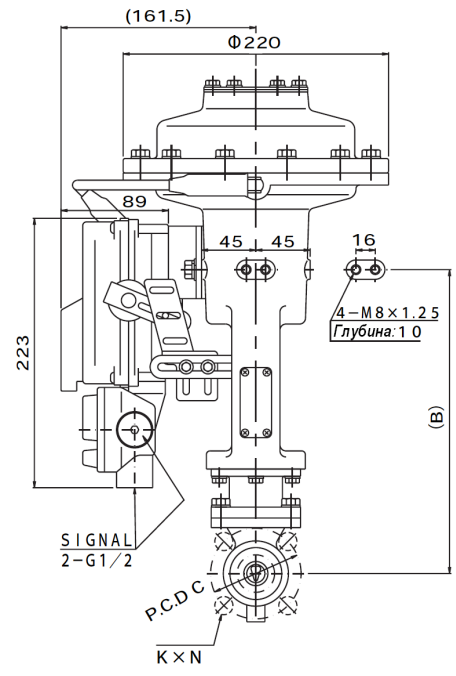 (161.5)
Φ220
89
45 45
16
4-M8×1.25
Глубина:10
223
(B)
SIGNAL
2-G1/2
P.C.D C
K×N